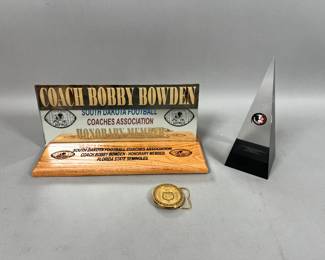 COACH BOBBY BOWDEN
SOUTH DAKOTA FOOTBALL
COACHES ASSOCIATION
HONORARY MEMBER
SOUTH DAKOTA FOOTBALL COACHES ASSOCIATION
COACH BOBBY BOWDEN - HONORARY MEMBER
FLORIDA STATE SEMINOLES